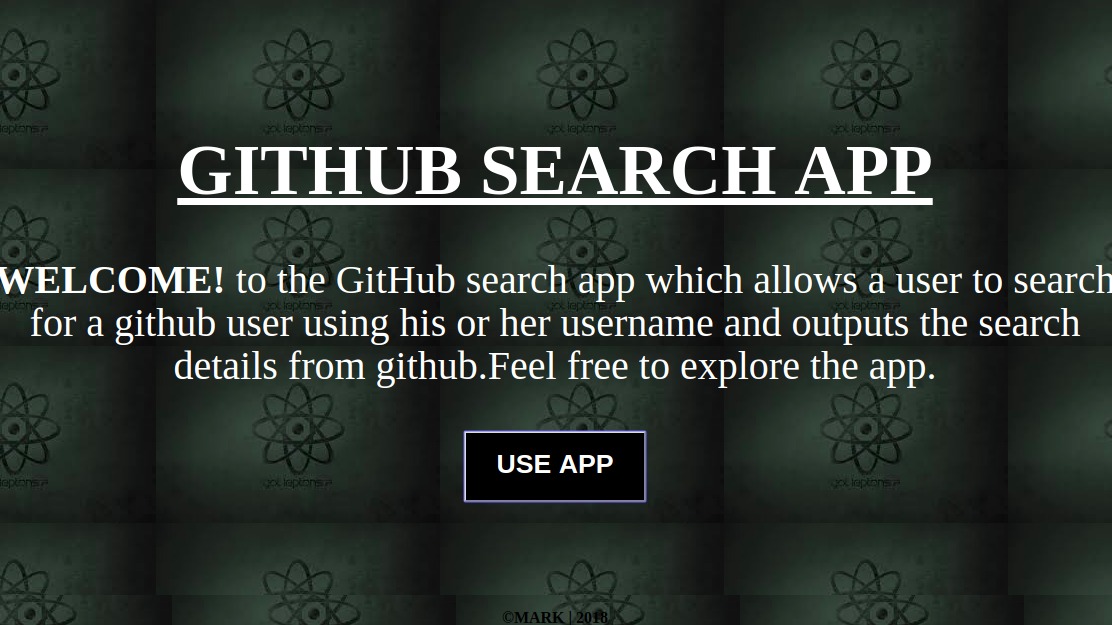 GITHUB SEARCH APP
WELCOME! to the GitHub search app which allows a user to search
for a github user using his or her username and outputs the search
details from github.Feel free to explore the app.
USE APP
©MARK | 2018